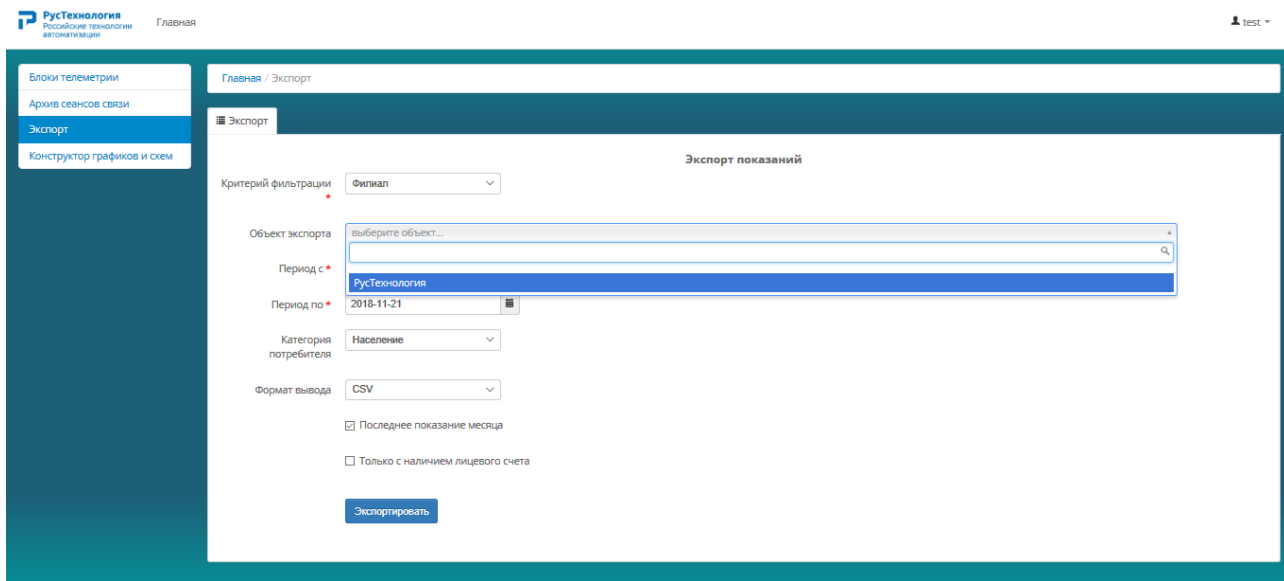 РусТехнология
Российские технологии
автоматизации
Главная
test
Блоки телеметрии
Архив сеансов связи
Экспорт
Конструктор графиков и схем
Главная / Экспорт
Экспорт
Экспорт показаний
Критерий фильтрации *
Филиал
Объект экспорта
выберите объект...
РусТехнология
Период с *
Период по *
2018-11-21
Категория потребителя
Население
Формат вывода
CSV
Последнее показание месяца
Только с наличием лицевого счета
Экспортировать